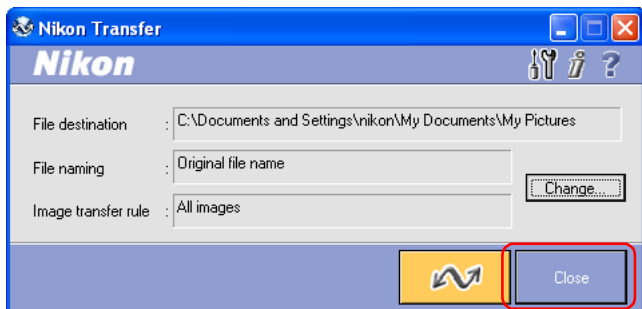 Nikon Transfer
Nikon
File destination : C:\Documents and Settings\nikon\My Documents\My Pictures
File naming : Original file name
Change...
Image transfer rule : All images
Close